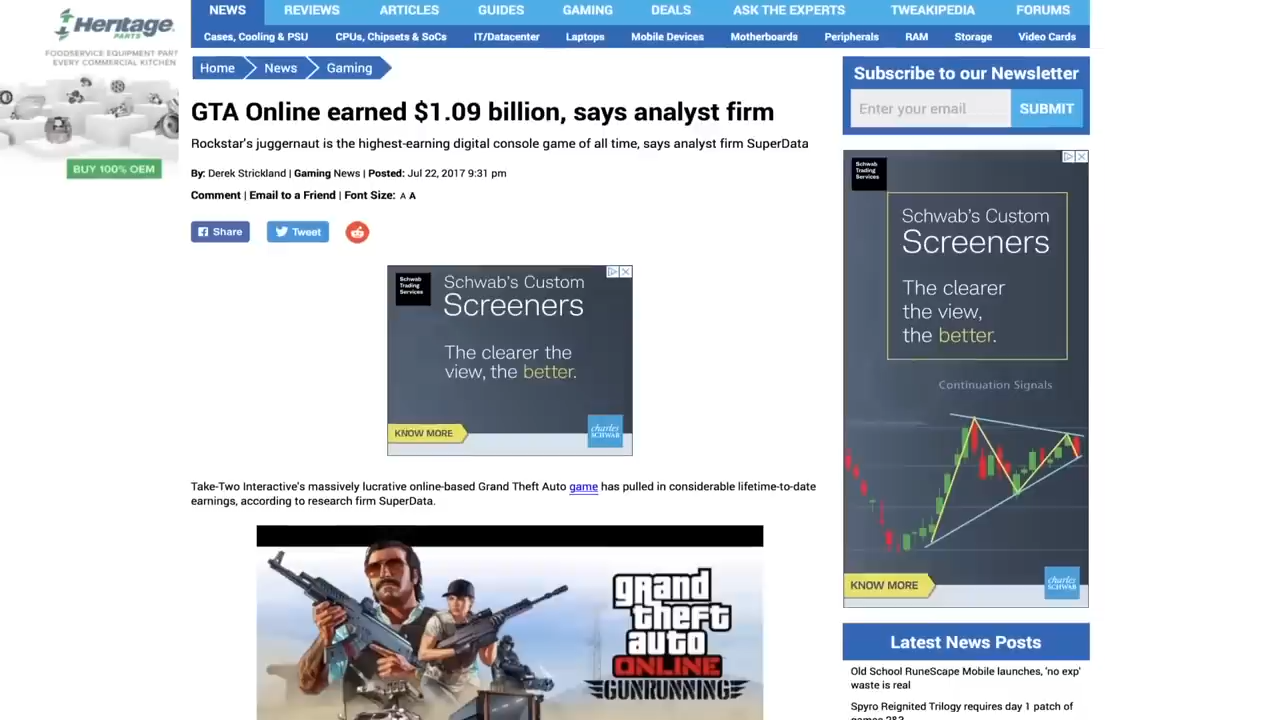 Heritage
PARTS
FOODSERVICE EQUIPMENT PART
EVERY COMMERCIAL KITCHEN
BUY 100% OEM
NEWS REVIEWS ARTICLES GUIDES GAMING DEALS ASK THE EXPERTS TWEAKIPEDIA FORUMS
Cases, Cooling & PSU CPUs, Chipsets & SoCs IT/Datacenter Laptops Mobile Devices Motherboards Peripherals RAM Storage Video Cards
Home News Gaming
GTA Online earned $1.09 billion, says analyst firm
Rockstar's juggernaut is the highest-earning digital console game of all time, says analyst firm SuperData
By: Derek Strickland | Gaming News | Posted: Jul 22, 2017 9:31 pm
Comment | Email to a Friend | Font Size: A A
Share Tweet
Schwab
Trading
Services
Schwab's Custom
Screeners
The clearer the
view, the better.
KNOW MORE
charles
SCHWAB
Take-Two Interactive's massively lucrative online-based Grand Theft Auto game has pulled in considerable lifetime-to-date
earnings, according to research firm SuperData.
grand
theft
auto
ONLINE
GUNRUNNING
Subscribe to our Newsletter
Enter your email SUBMIT
Schwab
Trading
Services
Schwab's Custom
Screeners
The clearer
the view,
the better.
Continuation Signals
KNOW MORE
charles
SCHWAB
Latest News Posts
Old School RuneScape Mobile launches, 'no exp'
waste is real
Spyro Reignited Trilogy requires day 1 patch of
games 2&3